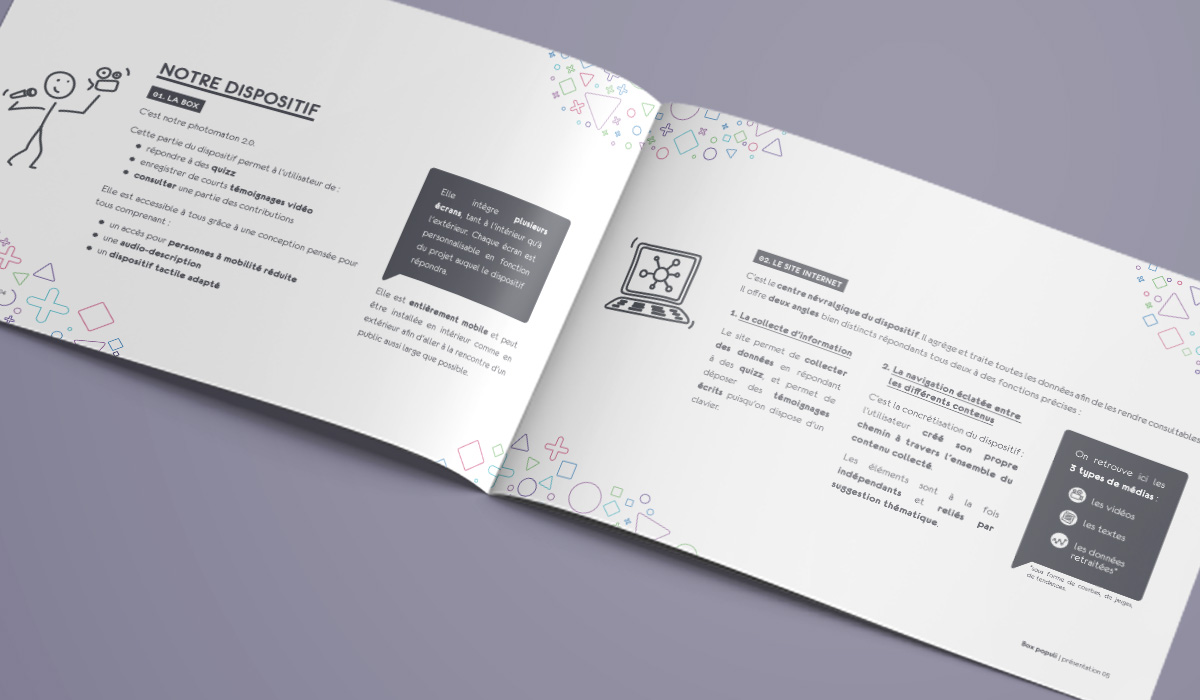 NOTRE DISPOSITIF
01. LA BOX
C'est notre photomaton 2.0.
Cette partie du dispositif permet à l'utilisateur de :
• répondre à des quizz
• enregistrer de courts témoignages vidéo
• consulter une partie des contributions
Elle est accessible à tous grâce à une conception pensée pour
tous comprenant :
• un accès pour personnes à mobilité réduite
• une audio-description
• un dispositif tactile adapté
Elle intègre plusieurs
écrans, tant à l'intérieur qu'à
l'extérieur. Chaque écran est
personnalisable en fonction
du projet auquel le dispositif
répondra.
Elle est entièrement mobile et peut
être installée en intérieur comme en
extérieur afin d'aller à la rencontre d'un
public aussi large que possible.
02. LE SITE INTERNET
C'est le centre névralgique du dispositif. Il agrège et traite toutes les données afin de les rendre consultables
Il offre deux angles bien distincts répondants tous deux à des fonctions précises :
1. La collecte d'information
Le site permet de collecter
des données en répondant
à des quizz, et permet de
déposer des témoignages
écrits puisqu'on dispose d'un
clavier.
2. La navigation éclatée entre
les différents contenus
C'est la concrétisation du dispositif :
l'utilisateur créé son propre
chemin à travers l'ensemble du
contenu collecté.
Les éléments sont à la fois
indépendants et reliés par
suggestion thématique.
On retrouve ici les
3 types de médias :
les vidéos
les textes
les données
retraitées*
*sous forme de courbes, de jauges,
de tendances.
Box populi | présentation 05